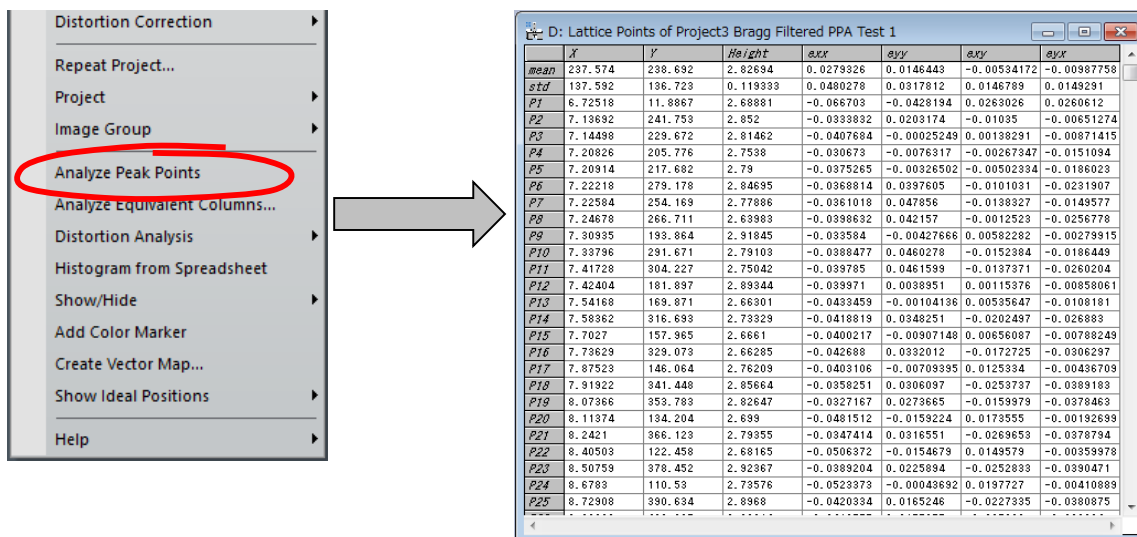 Distortion Correction
Repeat Project...
Project
Image Group
Analyze Peak Points
Analyze Equivalent Columns...
Distortion Analysis
Histogram from Spreadsheet
Show/Hide
Add Color Marker
Create Vector Map...
Show Ideal Positions
Help
D: Lattice Points of Project3 Bragg Filtered PPA Test 1
X Y Height exx eyy exy eyx
mean 237.574 238.692 2.82694 0.0279326 0.0146443 -0.00534172 -0.00987758
std 137.592 136.723 0.119333 0.0480278 0.0317812 0.0146789 0.0149291
P1 6.72518 11.8867 2.68881 -0.066703 -0.0428194 0.0263026 0.0260612
P2 7.13692 241.753 2.852 -0.0333832 0.0203174 -0.01035 -0.00651274
P3 7.14498 229.672 2.81462 -0.0407684 -0.00025249 0.00138291 -0.00871415
P4 7.20826 205.776 2.7538 -0.030673 -0.0076317 -0.00267347 -0.0151094
P5 7.20914 217.682 2.79 -0.0375265 -0.00326502 -0.00502334 -0.0186023
P6 7.22218 279.178 2.84695 -0.0368814 0.0397605 -0.0101031 -0.0231907
P7 7.22584 254.169 2.77886 -0.0361018 0.047856 -0.0138327 -0.0149577
P8 7.24678 266.711 2.63983 -0.0398632 0.042157 -0.0012523 -0.0256778
P9 7.30935 193.864 2.91845 -0.033584 -0.00427666 0.00582282 -0.00279915
P10 7.33796 291.671 2.79103 -0.0388477 0.0460278 -0.0152384 -0.0186449
P11 7.41728 304.227 2.75042 -0.039785 0.0461599 -0.0137371 -0.0260204
P12 7.42404 181.897 2.89344 -0.039971 0.0038951 0.00115376 -0.00858061
P13 7.54168 169.871 2.66301 -0.0433459 -0.00104136 0.00535647 -0.0108181
P14 7.58362 316.693 2.73329 -0.0418819 0.0348251 -0.0202497 -0.026883
P15 7.7027 157.965 2.6661 -0.0400217 -0.00907148 0.00656087 -0.00788249
P16 7.73629 329.073 2.66285 -0.042688 0.0332012 -0.0172725 -0.0306297
P17 7.87523 146.064 2.76209 -0.0403106 -0.00709395 0.0125334 -0.00436709
P18 7.91922 341.448 2.85664 -0.0358251 0.0306097 -0.0253737 -0.0389183
P19 8.07366 353.783 2.82647 -0.0327167 0.0273665 -0.0159979 -0.0378463
P20 8.11374 134.204 2.699 -0.0481512 -0.0159224 0.0173555 -0.00192699
P21 8.2421 366.123 2.79355 -0.0347414 0.0316551 -0.0269653 -0.0378794
P22 8.40503 122.458 2.68165 -0.0506372 -0.0154679 0.0149579 -0.00359978
P23 8.50759 378.452 2.92367 -0.0389204 0.0225894 -0.0252833 -0.0390471
P24 8.6783 110.53 2.73576 -0.0523373 -0.00043692 0.0197727 -0.00410889
P25 8.72908 390.634 2.8968 -0.0420334 0.0165246 -0.0227335 -0.0380875